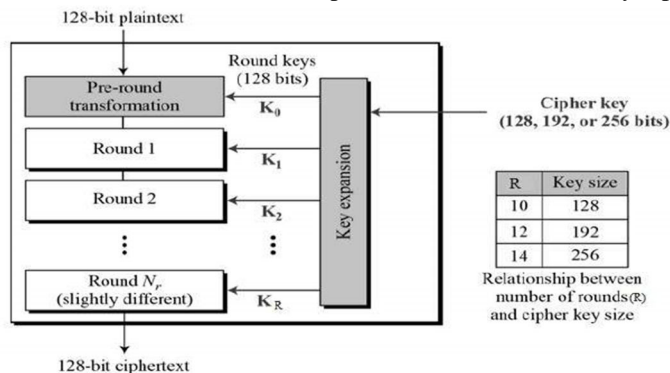 128-bit plaintext
Round keys
(128 bits)
Pre-round
transformation
K0
Cipher key
(128, 192, or 256 bits)
Round 1
K1
Key expansion
Round 2
K2
R Key size
10 128
12 192
14 256
Relationship between
number of rounds(R)
and cipher key size
Round Nr
(slightly different)
KR
128-bit ciphertext